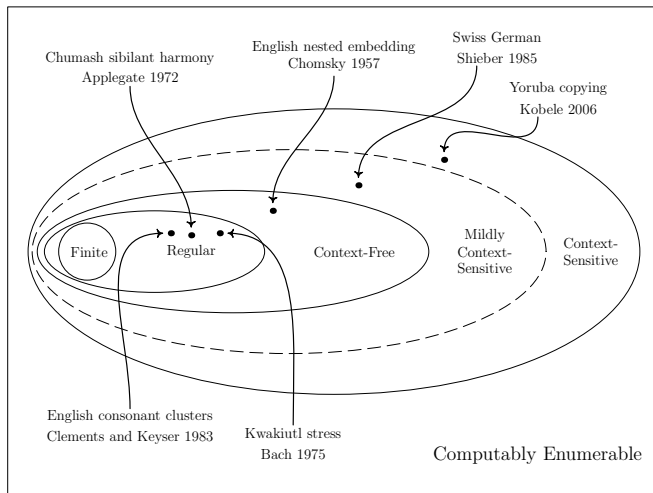 Chumash sibilant harmony
Applegate 1972
English nested embedding
Chomsky 1957
Swiss German
Shieber 1985
Yoruba copying
Kobele 2006
Finite
Regular
Context-Free
Mildly
Context-
Sensitive
Context-
Sensitive
English consonant clusters
Clements and Keyser 1983
Kwakiutl stress
Bach 1975
Computably Enumerable